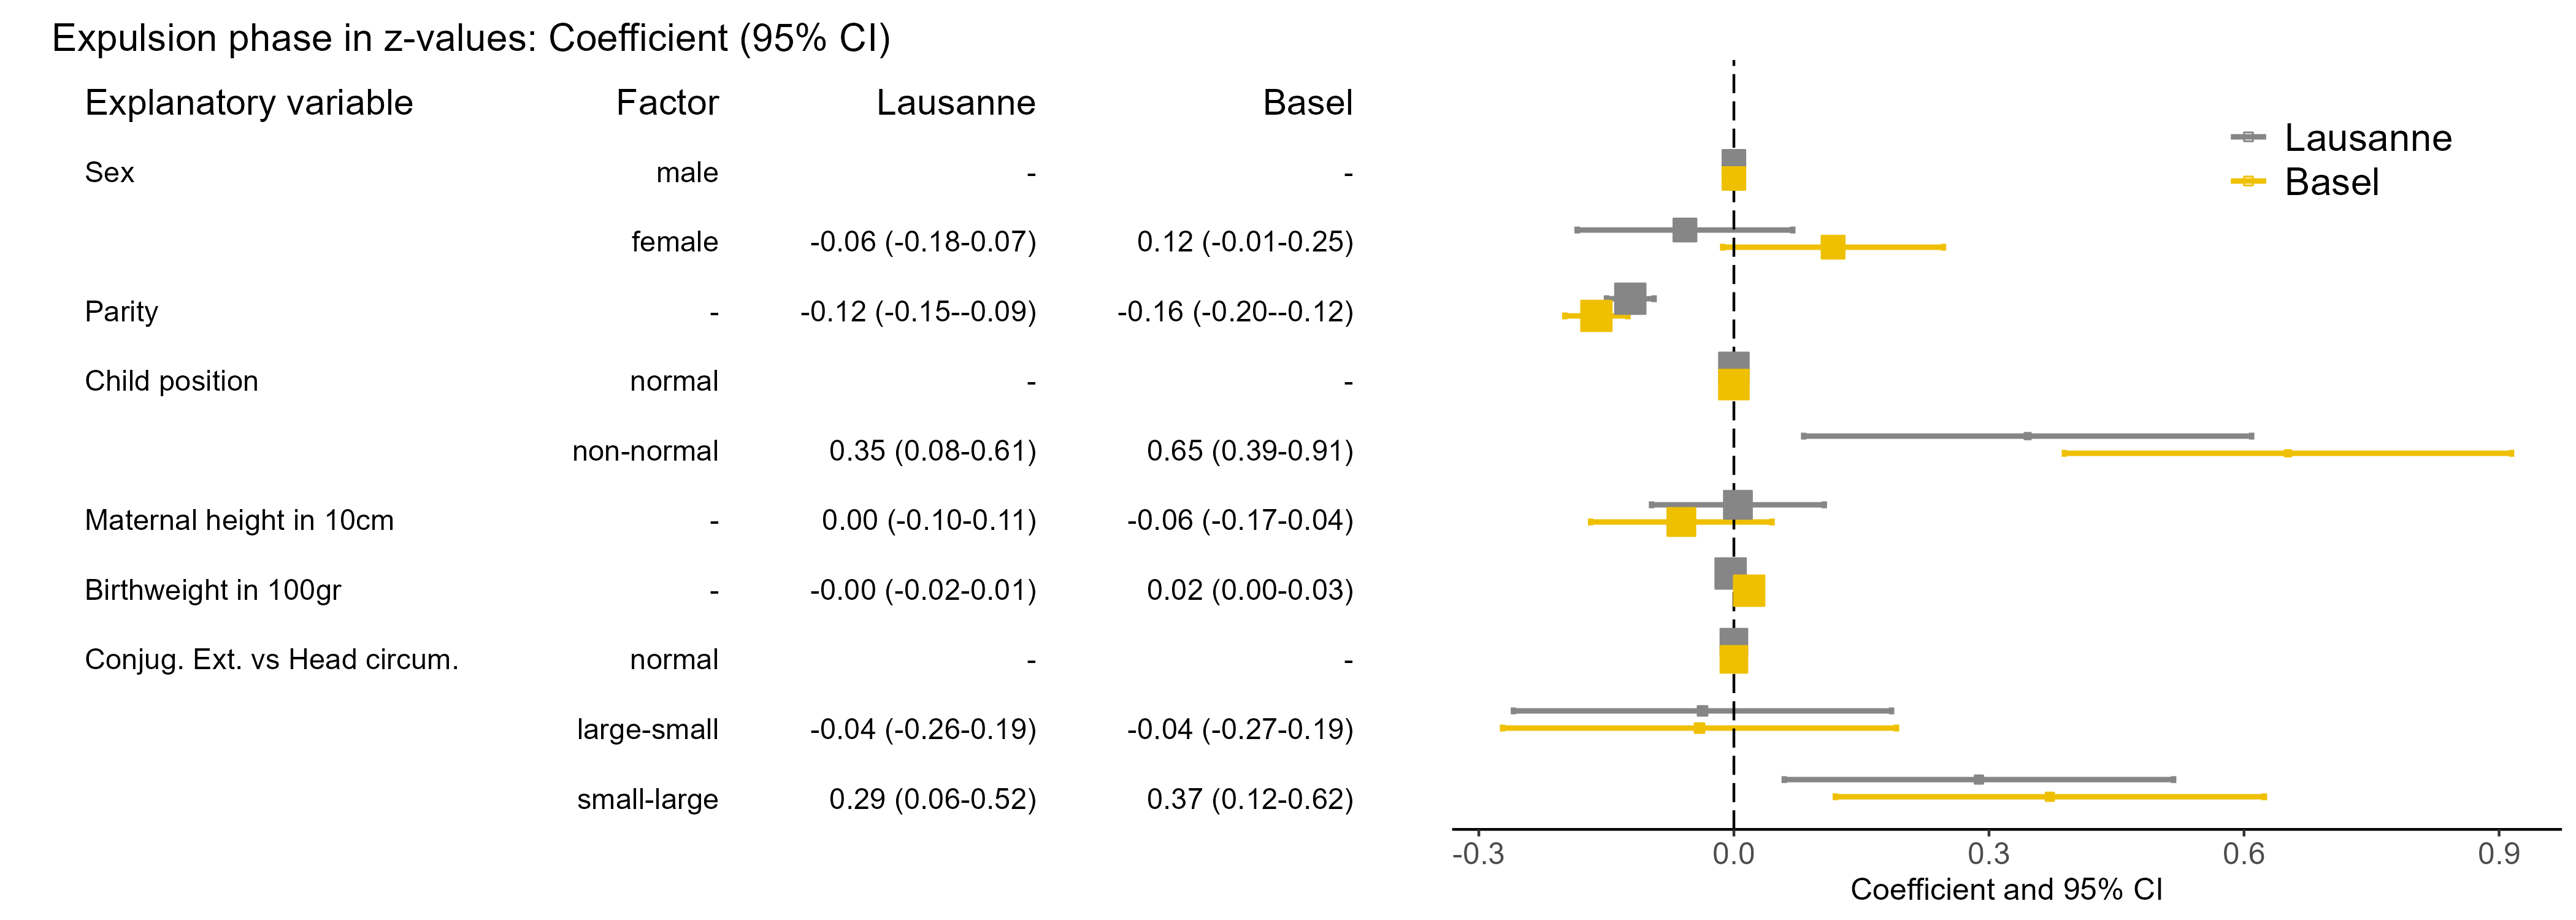 Expulsion phase in z-values: Coefficient (95% CI)
Explanatory variable Factor Lausanne Basel
Sex male - -
female -0.06 (-0.18-0.07) 0.12 (-0.01-0.25)
Parity - -0.12 (-0.15--0.09) -0.16 (-0.20--0.12)
Child position normal - -
non-normal 0.35 (0.08-0.61) 0.65 (0.39-0.91)
Maternal height in 10cm - 0.00 (-0.10-0.11) -0.06 (-0.17-0.04)
Birthweight in 100gr - -0.00 (-0.02-0.01) 0.02 (0.00-0.03)
Conjug. Ext. vs Head circum. normal - -
large-small -0.04 (-0.26-0.19) -0.04 (-0.27-0.19)
small-large 0.29 (0.06-0.52) 0.37 (0.12-0.62)
Lausanne
Basel
-0.3 0.0 0.3 0.6 0.9
Coefficient and 95% CI